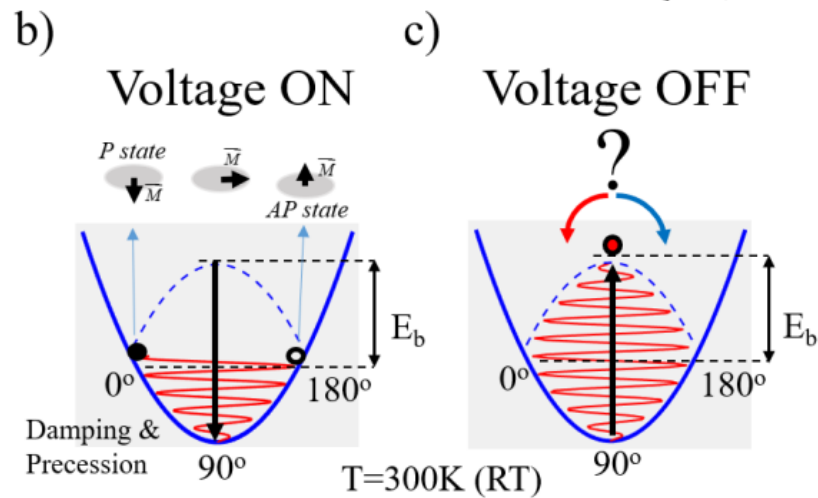 b)
Voltage ON
P state
M
M
M
AP state
E_b
0°
180°
Damping &
Precession
90°
c)
Voltage OFF
?
E_b
0°
180°
90°
T=300K (RT)